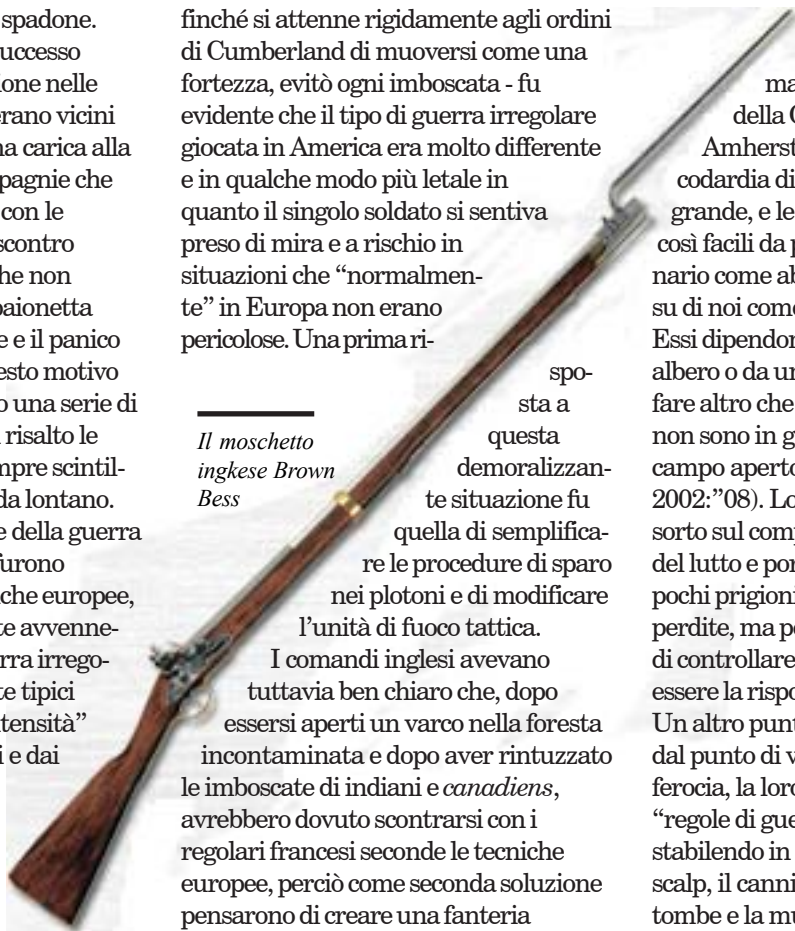 spadone.
uccesso
ione nelle
erano vicini
na carica alla
pagnie che
con le
scontro
he non
baionetta
e e il panico
esto motivo
o una serie di
risalto le
mpre scintil-
da lontano.
e della guerra
furono
che europee,
te avvenne-
rra irrego-
te tipici
tensità”
i e dai
finché si attenne rigidamente agli ordini
di Cumberland di muoversi come una
fortezza, evitò ogni imboscata - fu
evidente che il tipo di guerra irregolare
giocata in America era molto differente
e in qualche modo più letale in
quanto il singolo soldato si sentiva
preso di mira e a rischio in
situazioni che “normalmen-
te” in Europa non erano
pericolose. Una prima ri-
spo-
sta a
questa
demoralizzan-
te situazione fu
quella di semplifica-
re le procedure di sparo
nei plotoni e di modificare
l’unità di fuoco tattica.
I comandi inglesi avevano
tuttavia ben chiaro che, dopo
essersi aperti un varco nella foresta
incontaminata e dopo aver rintuzzato
le imboscate di indiani e canadiens,
avrebbero dovuto scontrarsi con i
regolari francesi seconde le tecniche
europee, perciò come seconda soluzione
pensarono di creare una fanteria
Il moschetto
ingkese Brown
Bess
ma
della
Amherst
codardia di
grande, e le
così facili da p
nario come ab
su di noi come
Essi dipendon
albero o da un
fare altro che
non sono in g
campo aperto
2002:”08). Lo
sorto sul comp
del lutto e por
pochi prigioni
perdite, ma pe
di controllare
essere la rispo
Un altro punt
dal punto di v
ferocia, la loro
“regole di gue
stabilendo in
scalp, il canni
tombe e la mu